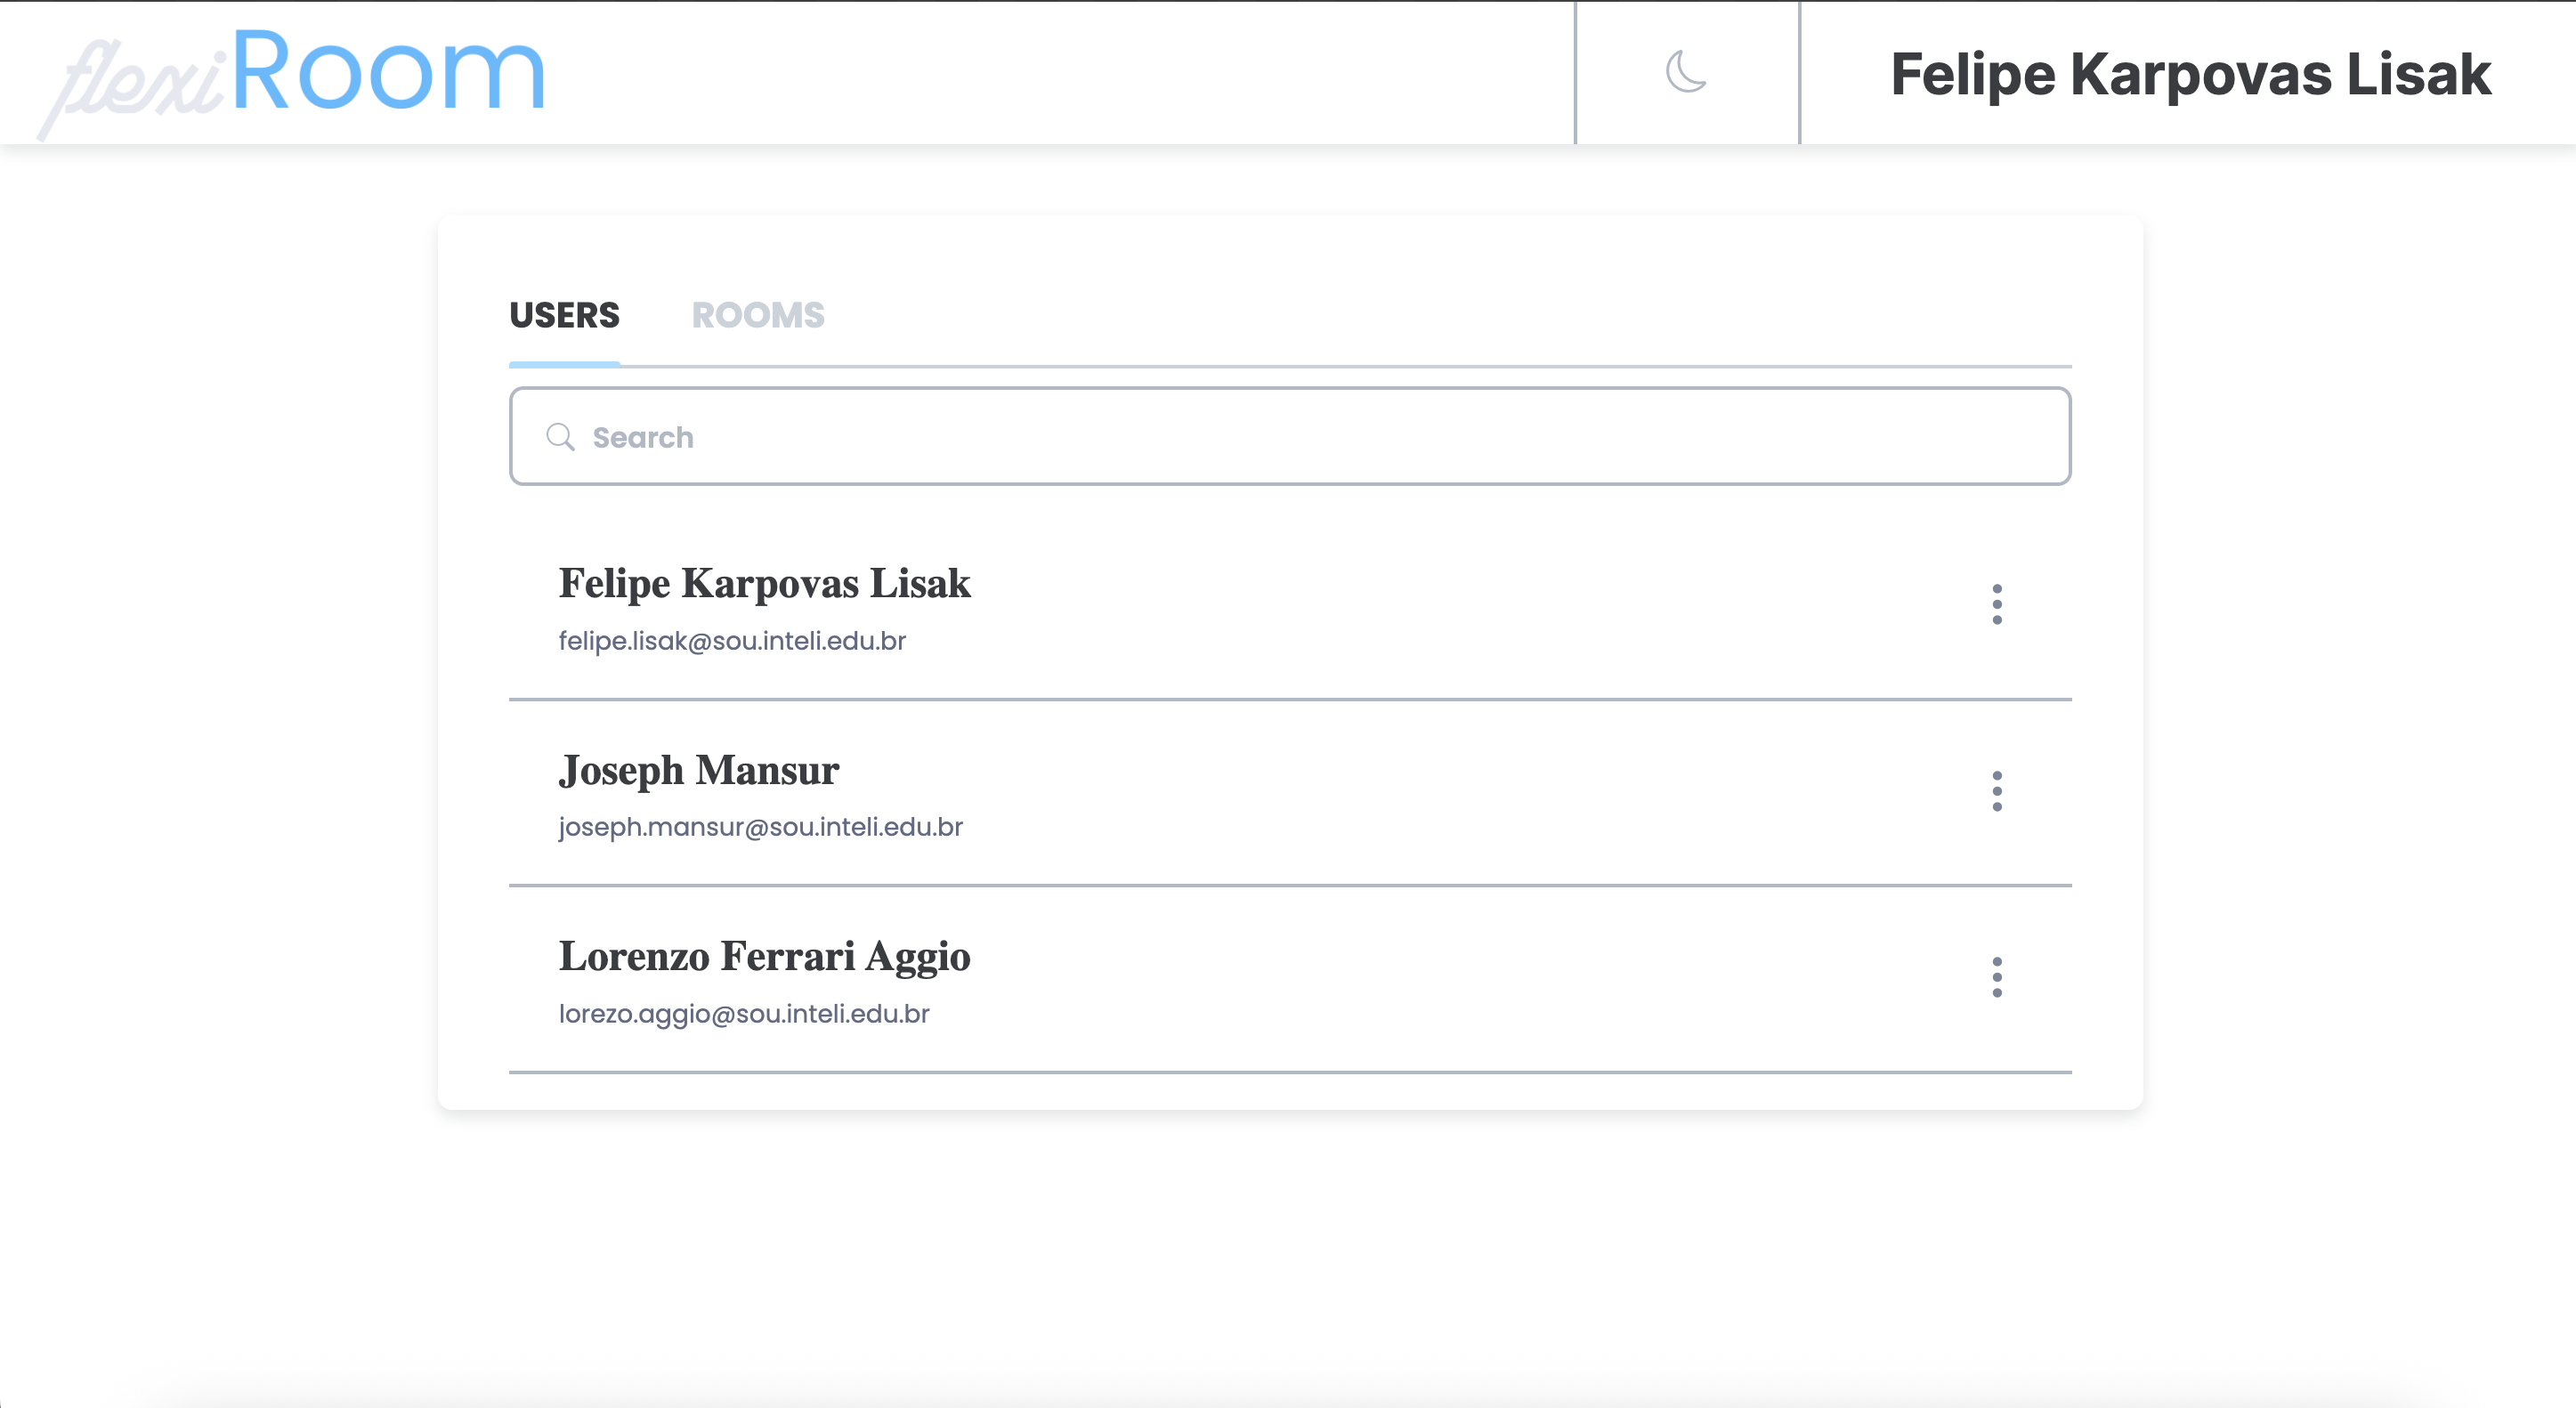 flexiRoom
Felipe Karpovas Lisak
USERS ROOMS
Search
Felipe Karpovas Lisak
felipe.lisak@sou.inteli.edu.br
Joseph Mansur
joseph.mansur@sou.inteli.edu.br
Lorenzo Ferrari Aggio
lorezo.aggio@sou.inteli.edu.br